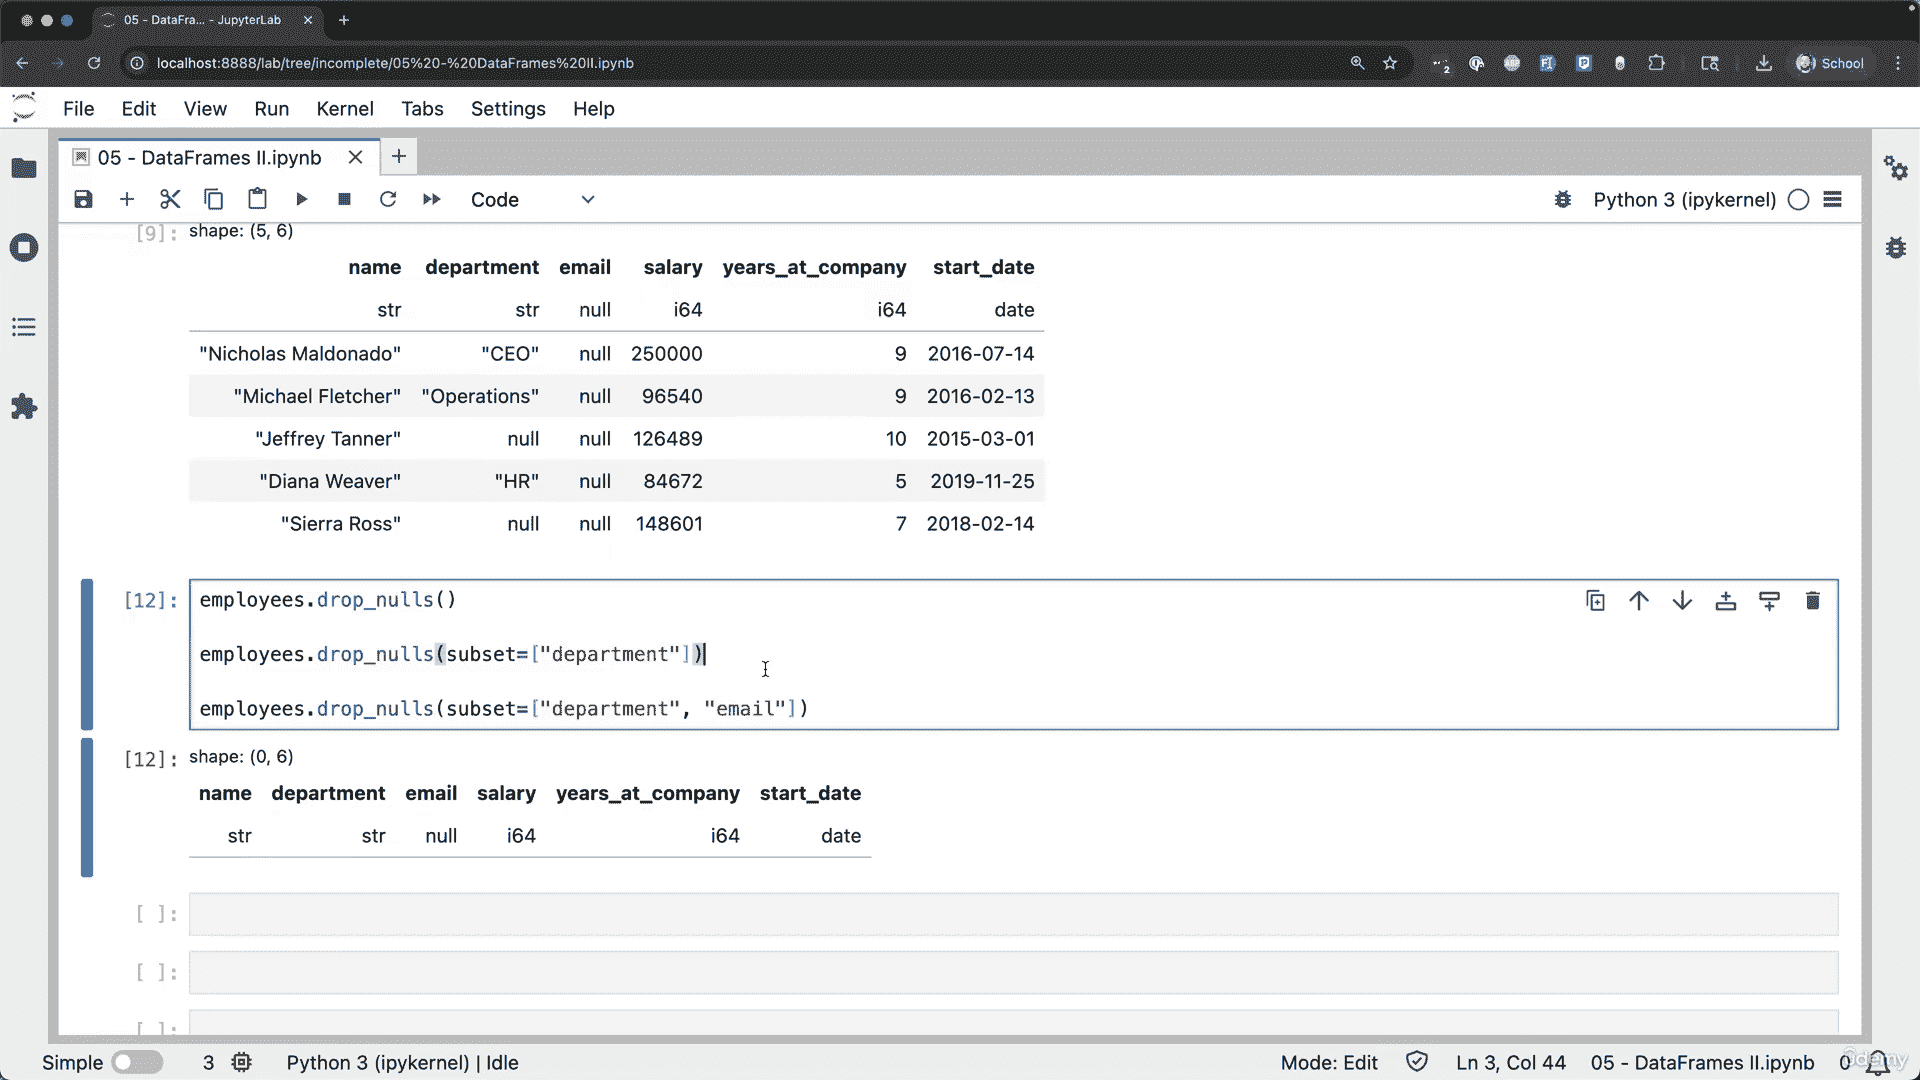 05 - DataFra... - JupyterLab
localhost:8888/lab/tree/incomplete/05%20-%20DataFrames%20II.ipynb
2
School
File Edit View Run Kernel Tabs Settings Help
05 - DataFrames II.ipynb
Code
Python 3 (ipykernel)
[9]: shape: (5, 6)
name department email salary years_at_company start_date
str str null i64 i64 date
"Nicholas Maldonado" "CEO" null 250000 9 2016-07-14
"Michael Fletcher" "Operations" null 96540 9 2016-02-13
"Jeffrey Tanner" null null 126489 10 2015-03-01
"Diana Weaver" "HR" null 84672 5 2019-11-25
"Sierra Ross" null null 148601 7 2018-02-14
[12]: employees.drop_nulls()
employees.drop_nulls(subset=["department"])
employees.drop_nulls(subset=["department", "email"])
[12]: shape: (0, 6)
name department email salary years_at_company start_date
str str null i64 i64 date
[ ]:
[ ]:
[ ]:
Simple 3 Python 3 (ipykernel) | Idle Mode: Edit Ln 3, Col 44 05 - DataFrames II.ipynb 0
udemy